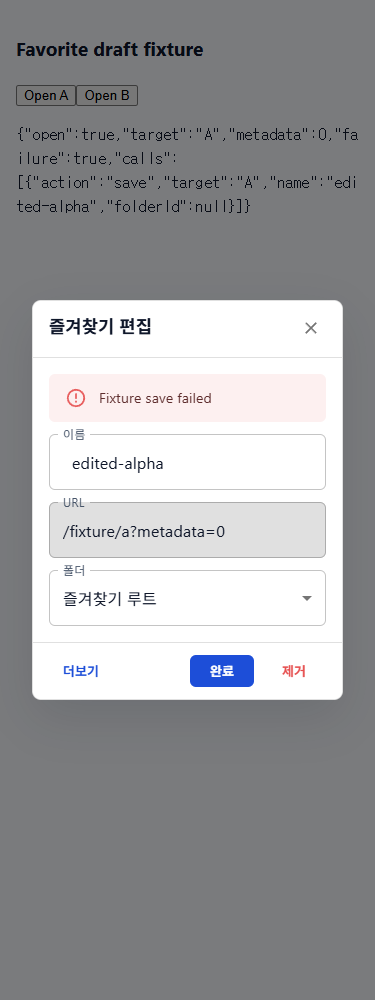 Favorite draft fixture
Open A Open B
{"open":true,"target":"A","metadata":0,"fa
ilure":true,"calls":
[{"action":"save","target":"A","name":"edi
ted-alpha","folderId":null}]}
즐겨찾기 편집
Fixture save failed
이름
edited-alpha
URL
/fixture/a?metadata=0
폴더
즐겨찾기 루트
더보기 완료 제거